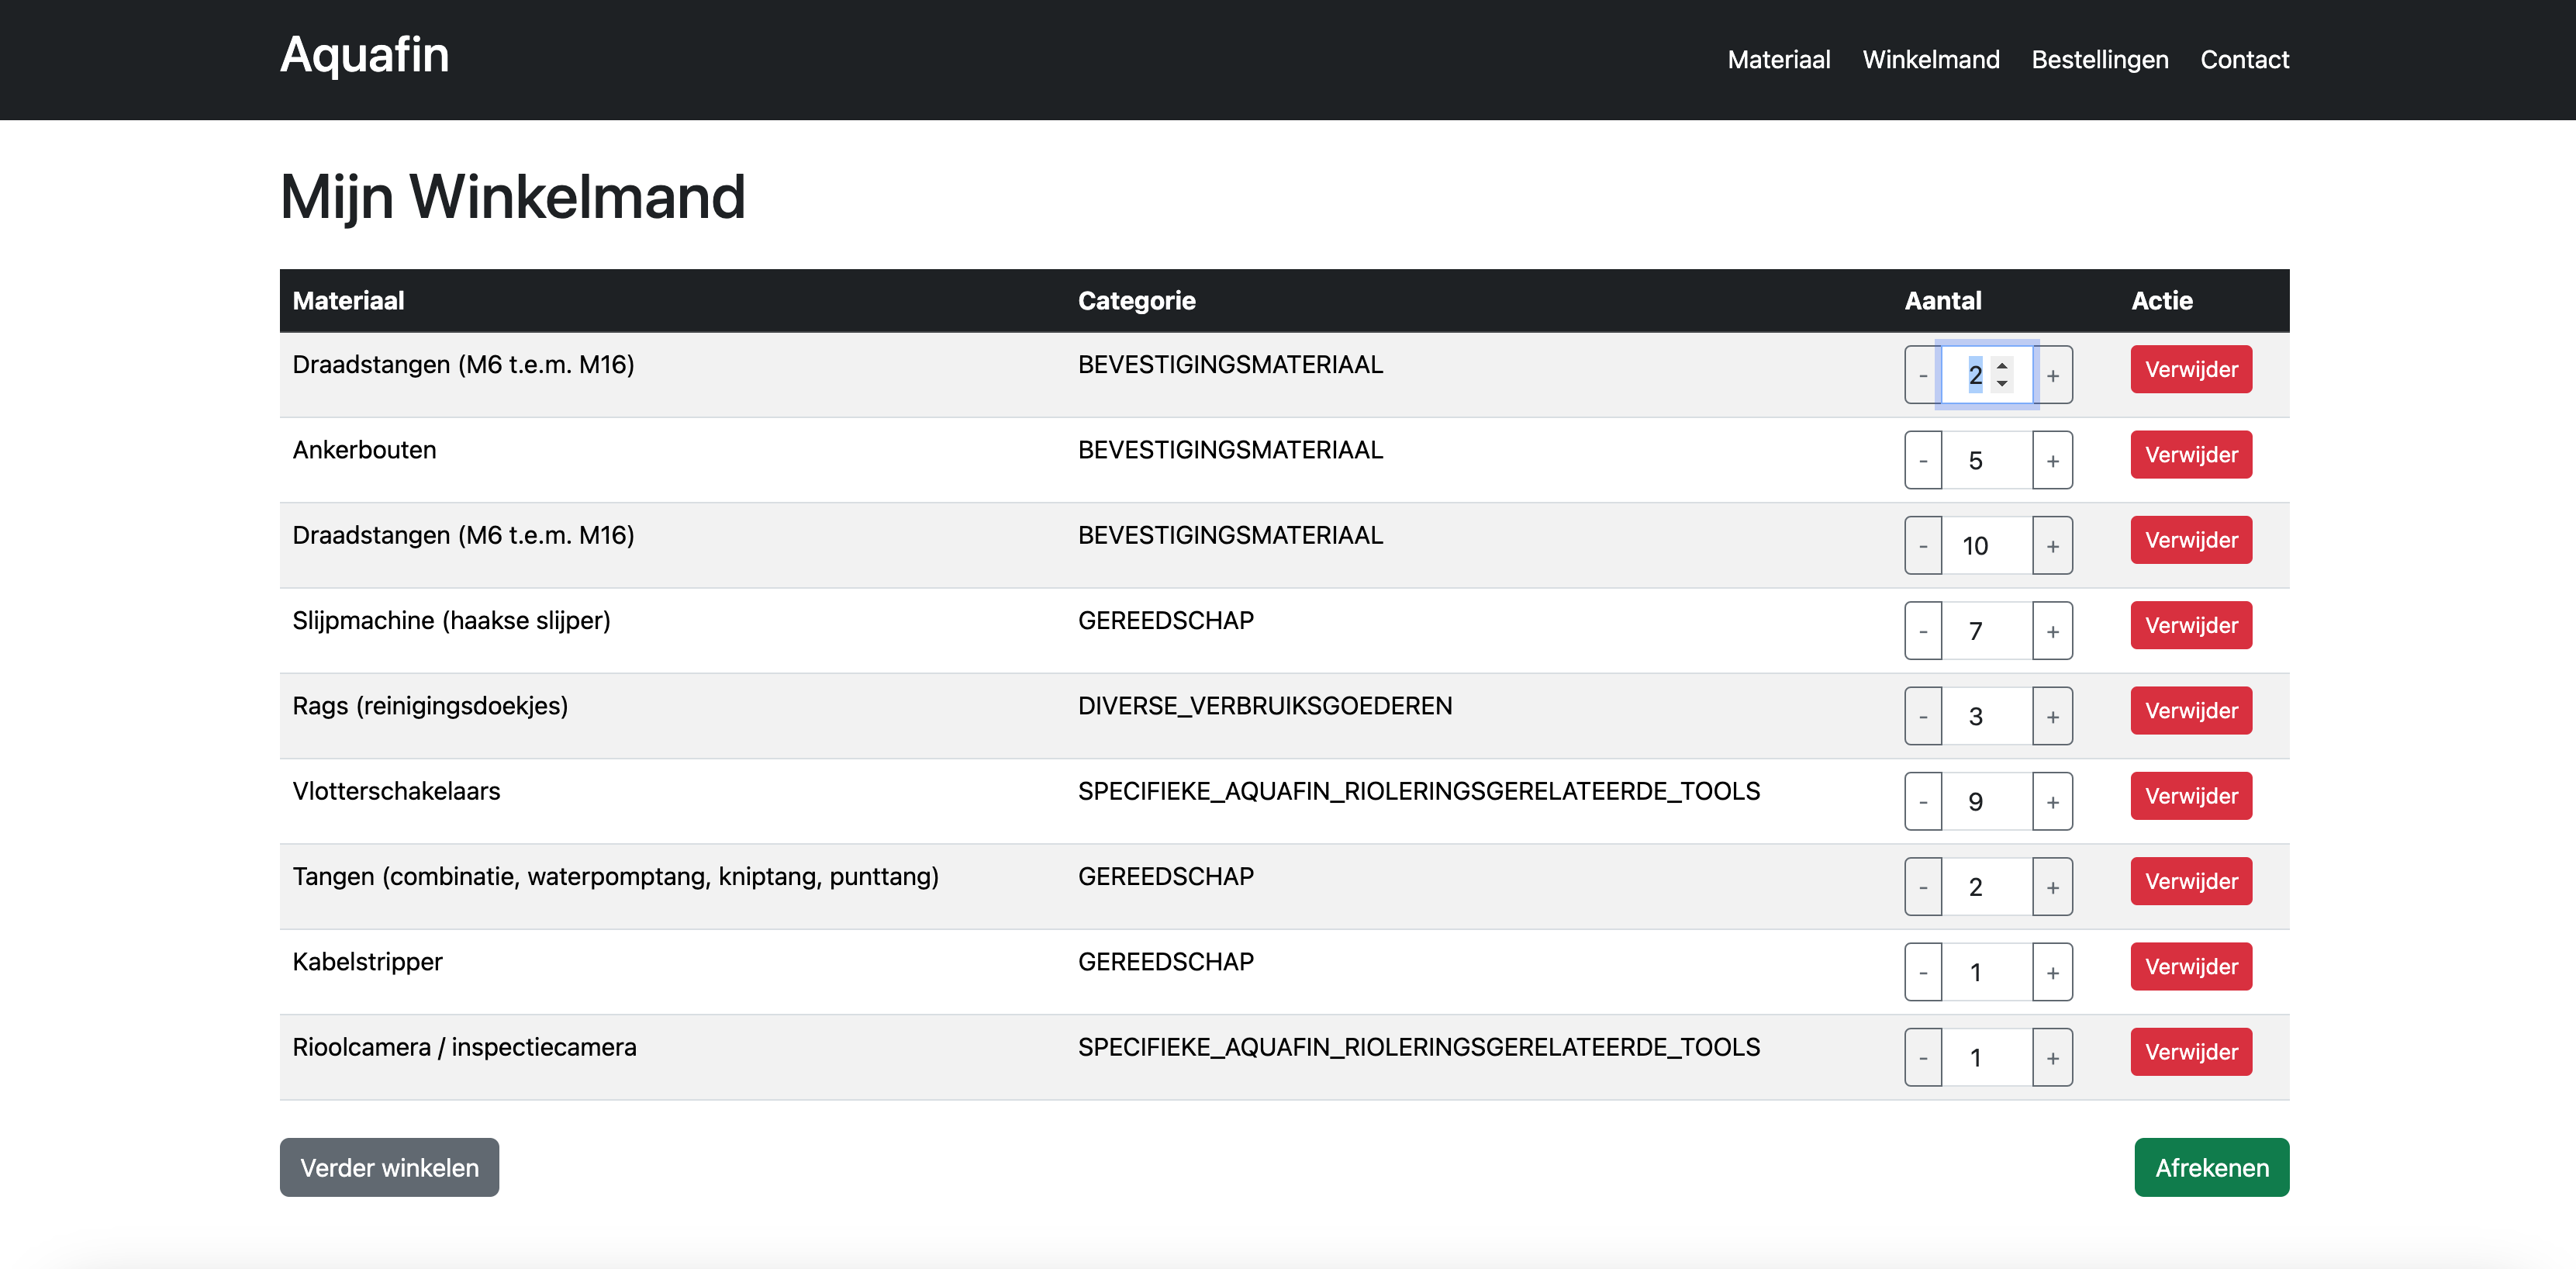 Aquafin Materiaal Winkelmand Bestellingen Contact
Mijn Winkelmand
Materiaal Categorie Aantal Actie
Draadstangen (M6 t.e.m. M16) BEVESTIGINGSMATERIAAL - 2 + Verwijder
Ankerbouten BEVESTIGINGSMATERIAAL - 5 + Verwijder
Draadstangen (M6 t.e.m. M16) BEVESTIGINGSMATERIAAL - 10 + Verwijder
Slijpmachine (haakse slijper) GEREEDSCHAP - 7 + Verwijder
Rags (reinigingsdoekjes) DIVERSE_VERBRUIKSGOEDEREN - 3 + Verwijder
Vlotterschakelaars SPECIFIEKE_AQUAFIN_RIOLERINGSGERELATEERDE_TOOLS - 9 + Verwijder
Tangen (combinatie, waterpomptang, kniptang, punttang) GEREEDSCHAP - 2 + Verwijder
Kabelstripper GEREEDSCHAP - 1 + Verwijder
Rioolcamera / inspectiecamera SPECIFIEKE_AQUAFIN_RIOLERINGSGERELATEERDE_TOOLS - 1 + Verwijder
Verder winkelen Afrekenen